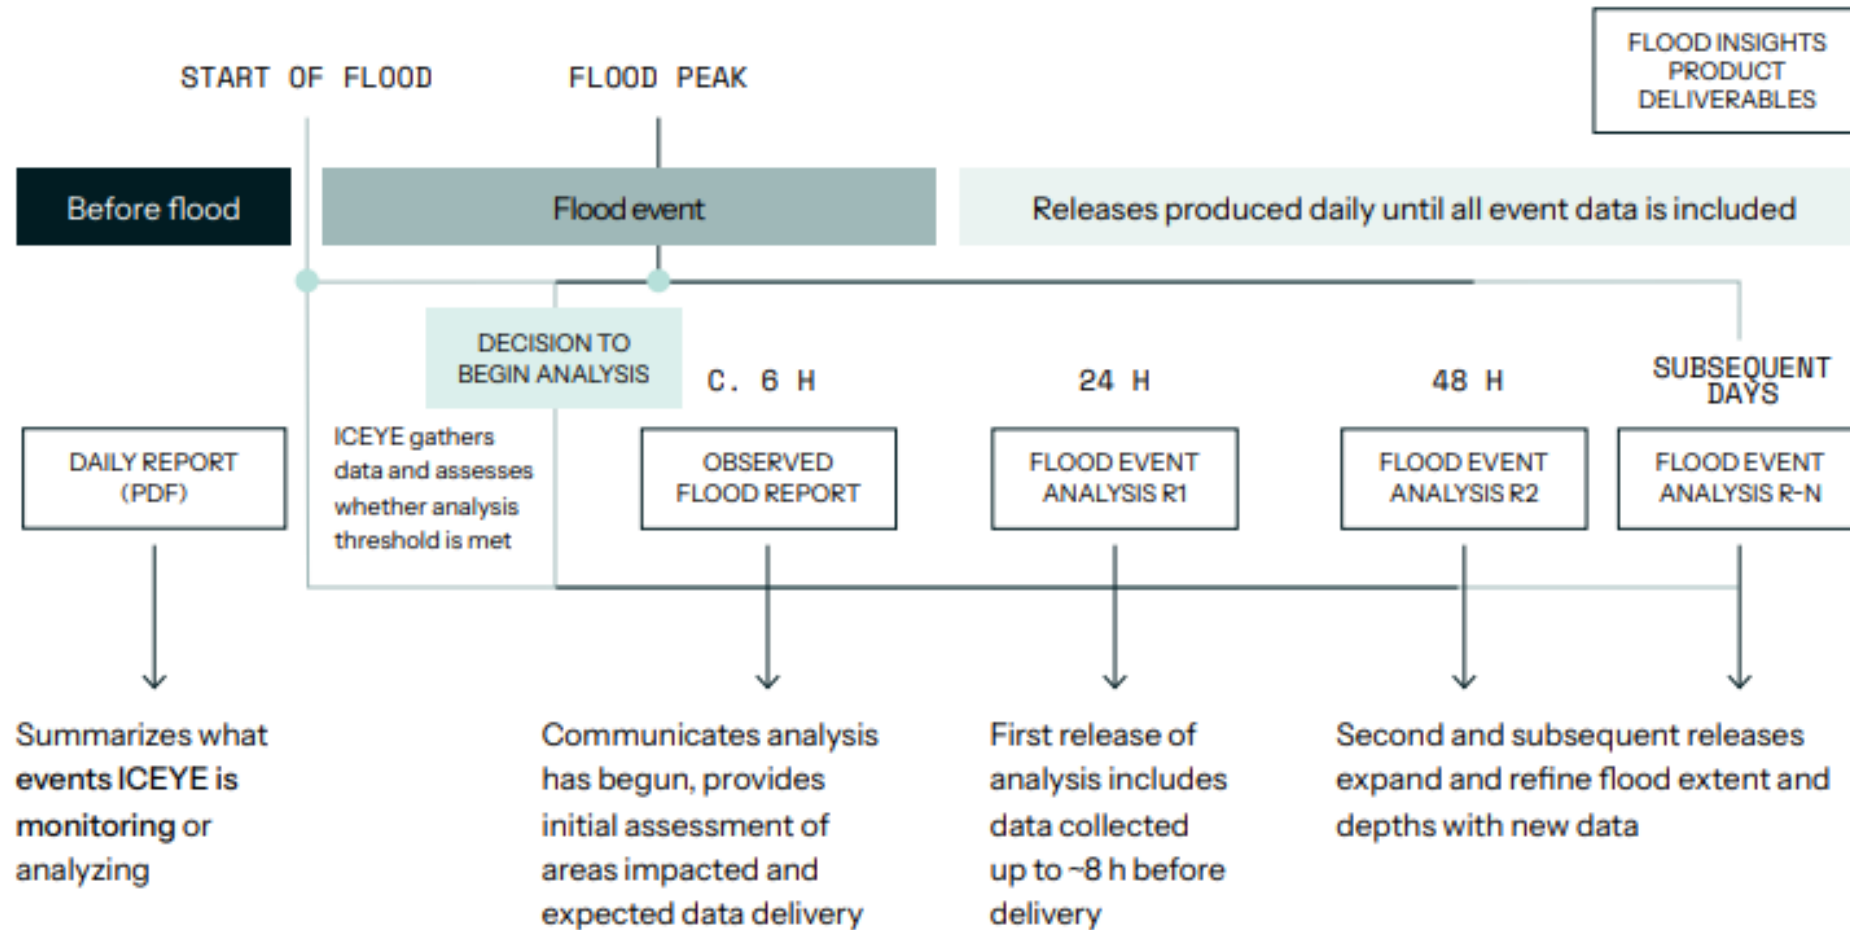 FLOOD INSIGHTS
PRODUCT
DELIVERABLES
START OF FLOOD
FLOOD PEAK
Before flood
Flood event
Releases produced daily until all event data is included
DECISION TO
BEGIN ANALYSIS
C. 6 H
24 H
48 H
SUBSEQUENT
DAYS
DAILY REPORT
(PDF)
ICEYE gathers
data and assesses
whether analysis
threshold is met
OBSERVED
FLOOD REPORT
FLOOD EVENT
ANALYSIS R1
FLOOD EVENT
ANALYSIS R2
FLOOD EVENT
ANALYSIS R-N
Summarizes what
events ICEYE is
monitoring or
analyzing
Communicates analysis
has begun, provides
initial assessment of
areas impacted and
expected data delivery
First release of
analysis includes
data collected
up to ~8 h before
delivery
Second and subsequent releases
expand and refine flood extent and
depths with new data